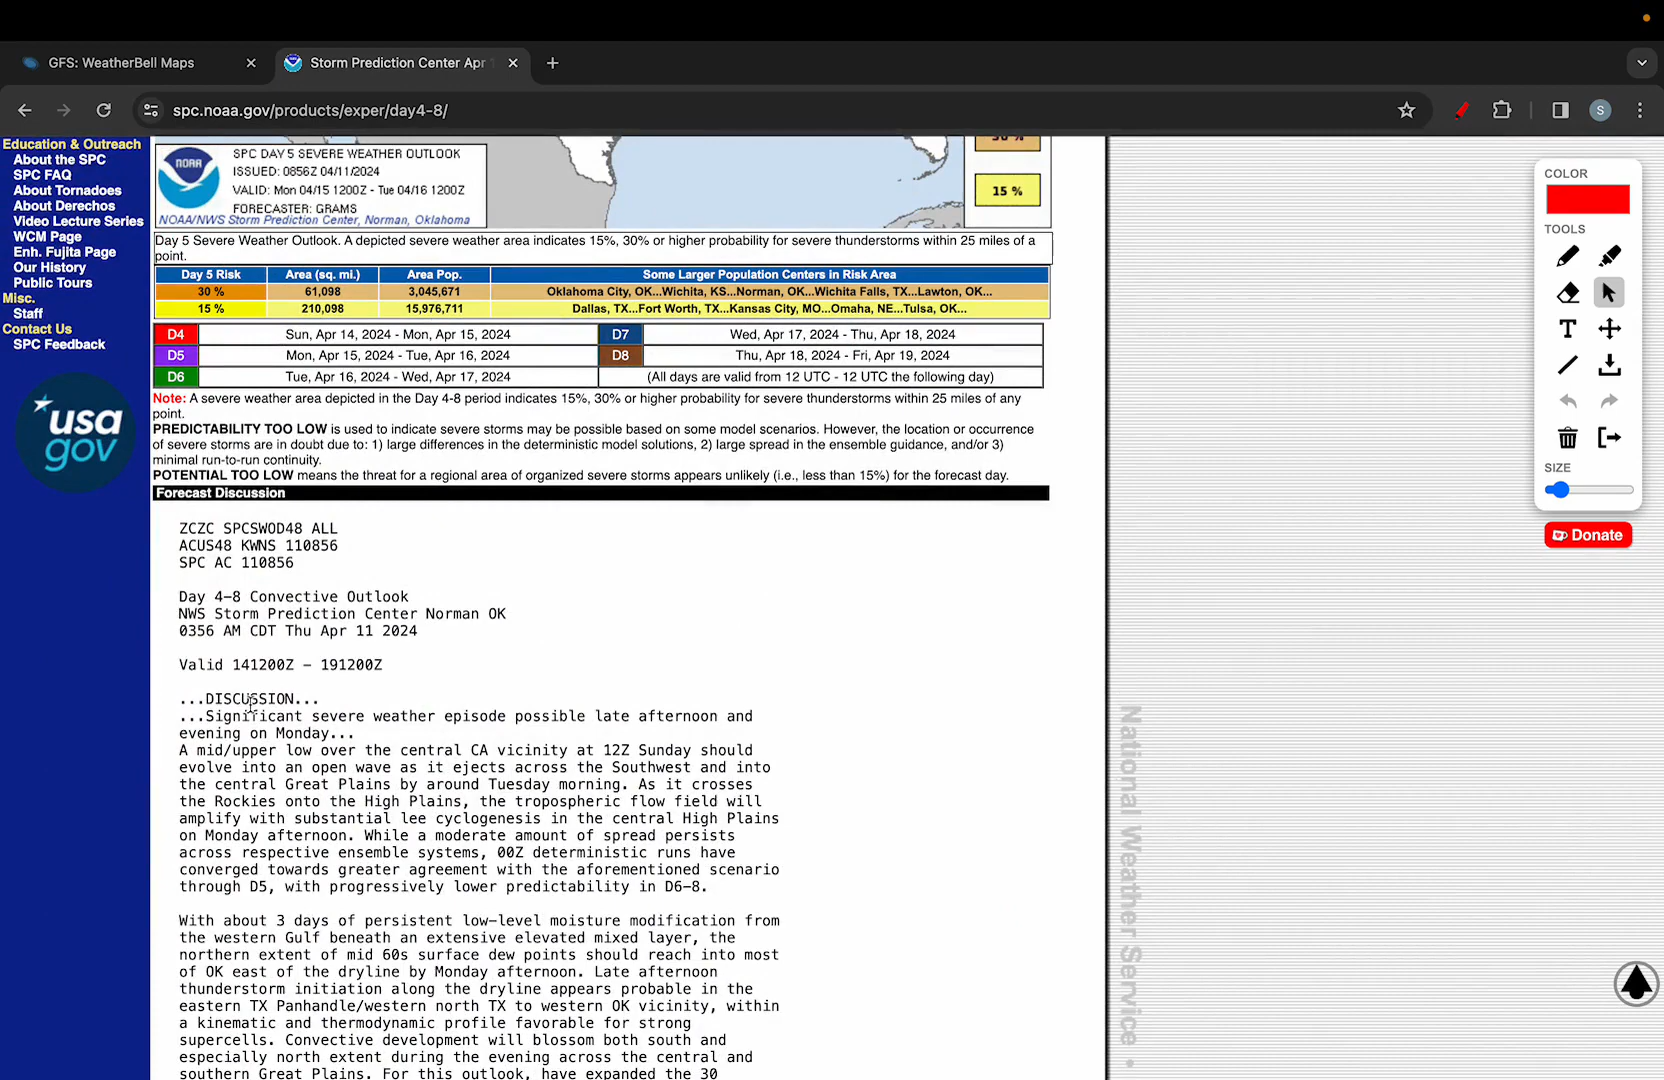 GFS: WeatherBell Maps
Storm Prediction Center Apr 1
spc.noaa.gov/products/exper/day4-8/
S
Education & Outreach
About the SPC
SPC FAQ
About Tornadoes
About Derechos
Video Lecture Series
WCM Page
Enh. Fujita Page
Our History
Public Tours
Misc.
Staff
Contact Us
SPC Feedback
usa
gov
NOAA
SPC DAY 5 SEVERE WEATHER OUTLOOK
ISSUED: 0856Z 04/11/2024
VALID: Mon 04/15 1200Z - Tue 04/16 1200Z
FORECASTER: GRAMS
NOAA/NWS Storm Prediction Center, Norman, Oklahoma
30 %
15 %
Day 5 Severe Weather Outlook. A depicted severe weather area indicates 15%, 30% or higher probability for severe thunderstorms within 25 miles of a
point.
Day 5 Risk Area (sq. mi.) Area Pop. Some Larger Population Centers in Risk Area
30 % 61,098 3,045,671 Oklahoma City, OK...Wichita, KS...Norman, OK...Wichita Falls, TX...Lawton, OK...
15 % 210,098 15,976,711 Dallas, TX...Fort Worth, TX...Kansas City, MO...Omaha, NE...Tulsa, OK...
D4 Sun, Apr 14, 2024 - Mon, Apr 15, 2024 D7 Wed, Apr 17, 2024 - Thu, Apr 18, 2024
D5 Mon, Apr 15, 2024 - Tue, Apr 16, 2024 D8 Thu, Apr 18, 2024 - Fri, Apr 19, 2024
D6 Tue, Apr 16, 2024 - Wed, Apr 17, 2024 (All days are valid from 12 UTC - 12 UTC the following day)
Note: A severe weather area depicted in the Day 4-8 period indicates 15%, 30% or higher probability for severe thunderstorms within 25 miles of any
point.
PREDICTABILITY TOO LOW is used to indicate severe storms may be possible based on some model scenarios. However, the location or occurrence
of severe storms are in doubt due to: 1) large differences in the deterministic model solutions, 2) large spread in the ensemble guidance, and/or 3)
minimal run-to-run continuity.
POTENTIAL TOO LOW means the threat for a regional area of organized severe storms appears unlikely (i.e., less than 15%) for the forecast day.
Forecast Discussion
ZCZC SPCSWOD48 ALL
ACUS48 KWNS 110856
SPC AC 110856
Day 4-8 Convective Outlook
NWS Storm Prediction Center Norman OK
0356 AM CDT Thu Apr 11 2024
Valid 141200Z - 191200Z
...DISCUSSION...
...Significant severe weather episode possible late afternoon and
evening on Monday...
A mid/upper low over the central CA vicinity at 12Z Sunday should
evolve into an open wave as it ejects across the Southwest and into
the central Great Plains by around Tuesday morning. As it crosses
the Rockies onto the High Plains, the tropospheric flow field will
amplify with substantial lee cyclogenesis in the central High Plains
on Monday afternoon. While a moderate amount of spread persists
across respective ensemble systems, 00Z deterministic runs have
converged towards greater agreement with the aforementioned scenario
through D5, with progressively lower predictability in D6-8.
With about 3 days of persistent low-level moisture modification from
the western Gulf beneath an extensive elevated mixed layer, the
northern extent of mid 60s surface dew points should reach into most
of OK east of the dryline by Monday afternoon. Late afternoon
thunderstorm initiation along the dryline appears probable in the
eastern TX Panhandle/western north TX to western OK vicinity, within
a kinematic and thermodynamic profile favorable for strong
supercells. Convective development will blossom both south and
especially north extent during the evening across the central and
southern Great Plains. For this outlook, have expanded the 30
National Weather Service •
COLOR
TOOLS
T
SIZE
Donate